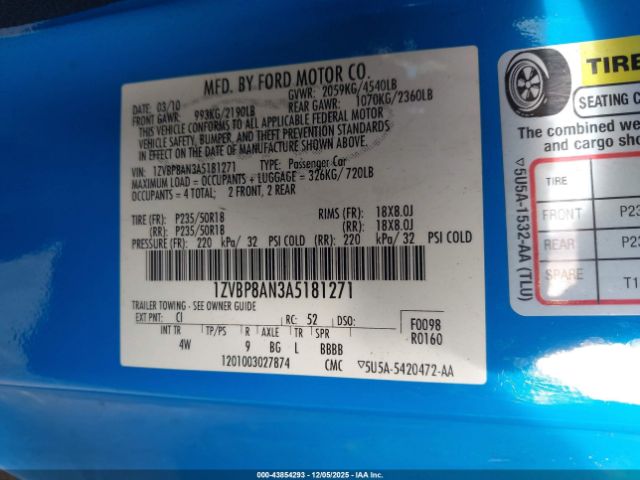 MFD. BY FORD MOTOR CO.
DATE: 03/10 GVWR: 2059KG/4540LB
FRONT GAWR: 993KG/2190LB REAR GAWR: 1070KG/2360LB
THIS VEHICLE CONFORMS TO ALL APPLICABLE FEDERAL MOTOR
VEHICLE SAFETY, BUMPER, AND THEFT PREVENTION STANDARDS
IN EFFECT ON THE DATE OF MANUFACTURE SHOWN ABOVE.
VIN: 1ZVBP8AN3A5181271 TYPE: Passenger Car
MAXIMUM LOAD = OCCUPANTS + LUGGAGE = 326KG/720LB
OCCUPANTS = 4 TOTAL: 2 FRONT, 2 REAR
TIRE (FR): P235/50R18 RIMS (FR): 18X8.0J
(RR): P235/50R18 (RR): 18X8.0J
PRESSURE (FR): 220 kPa/ 32 PSI COLD (RR): 220 kPa/ 32 PSI COLD
1ZVBP8AN3A5181271
TRAILER TOWING - SEE OWNER GUIDE
EXT PNT: CI RC: 52 DSO: F0098
INT TR TP/PS R AXLE TR SPR R0160
4W 9 BG L BBBB
1201003027874 CMC ▽5U5A-5420472-AA
TIRE
SEATING C
The combined we
and cargo sho
TIRE
FRONT P23
REAR P23
SPARE T1
▽5U5A-1532-AA (TLU)
000-43854293 - 12/05/2025 - IAAI.COM